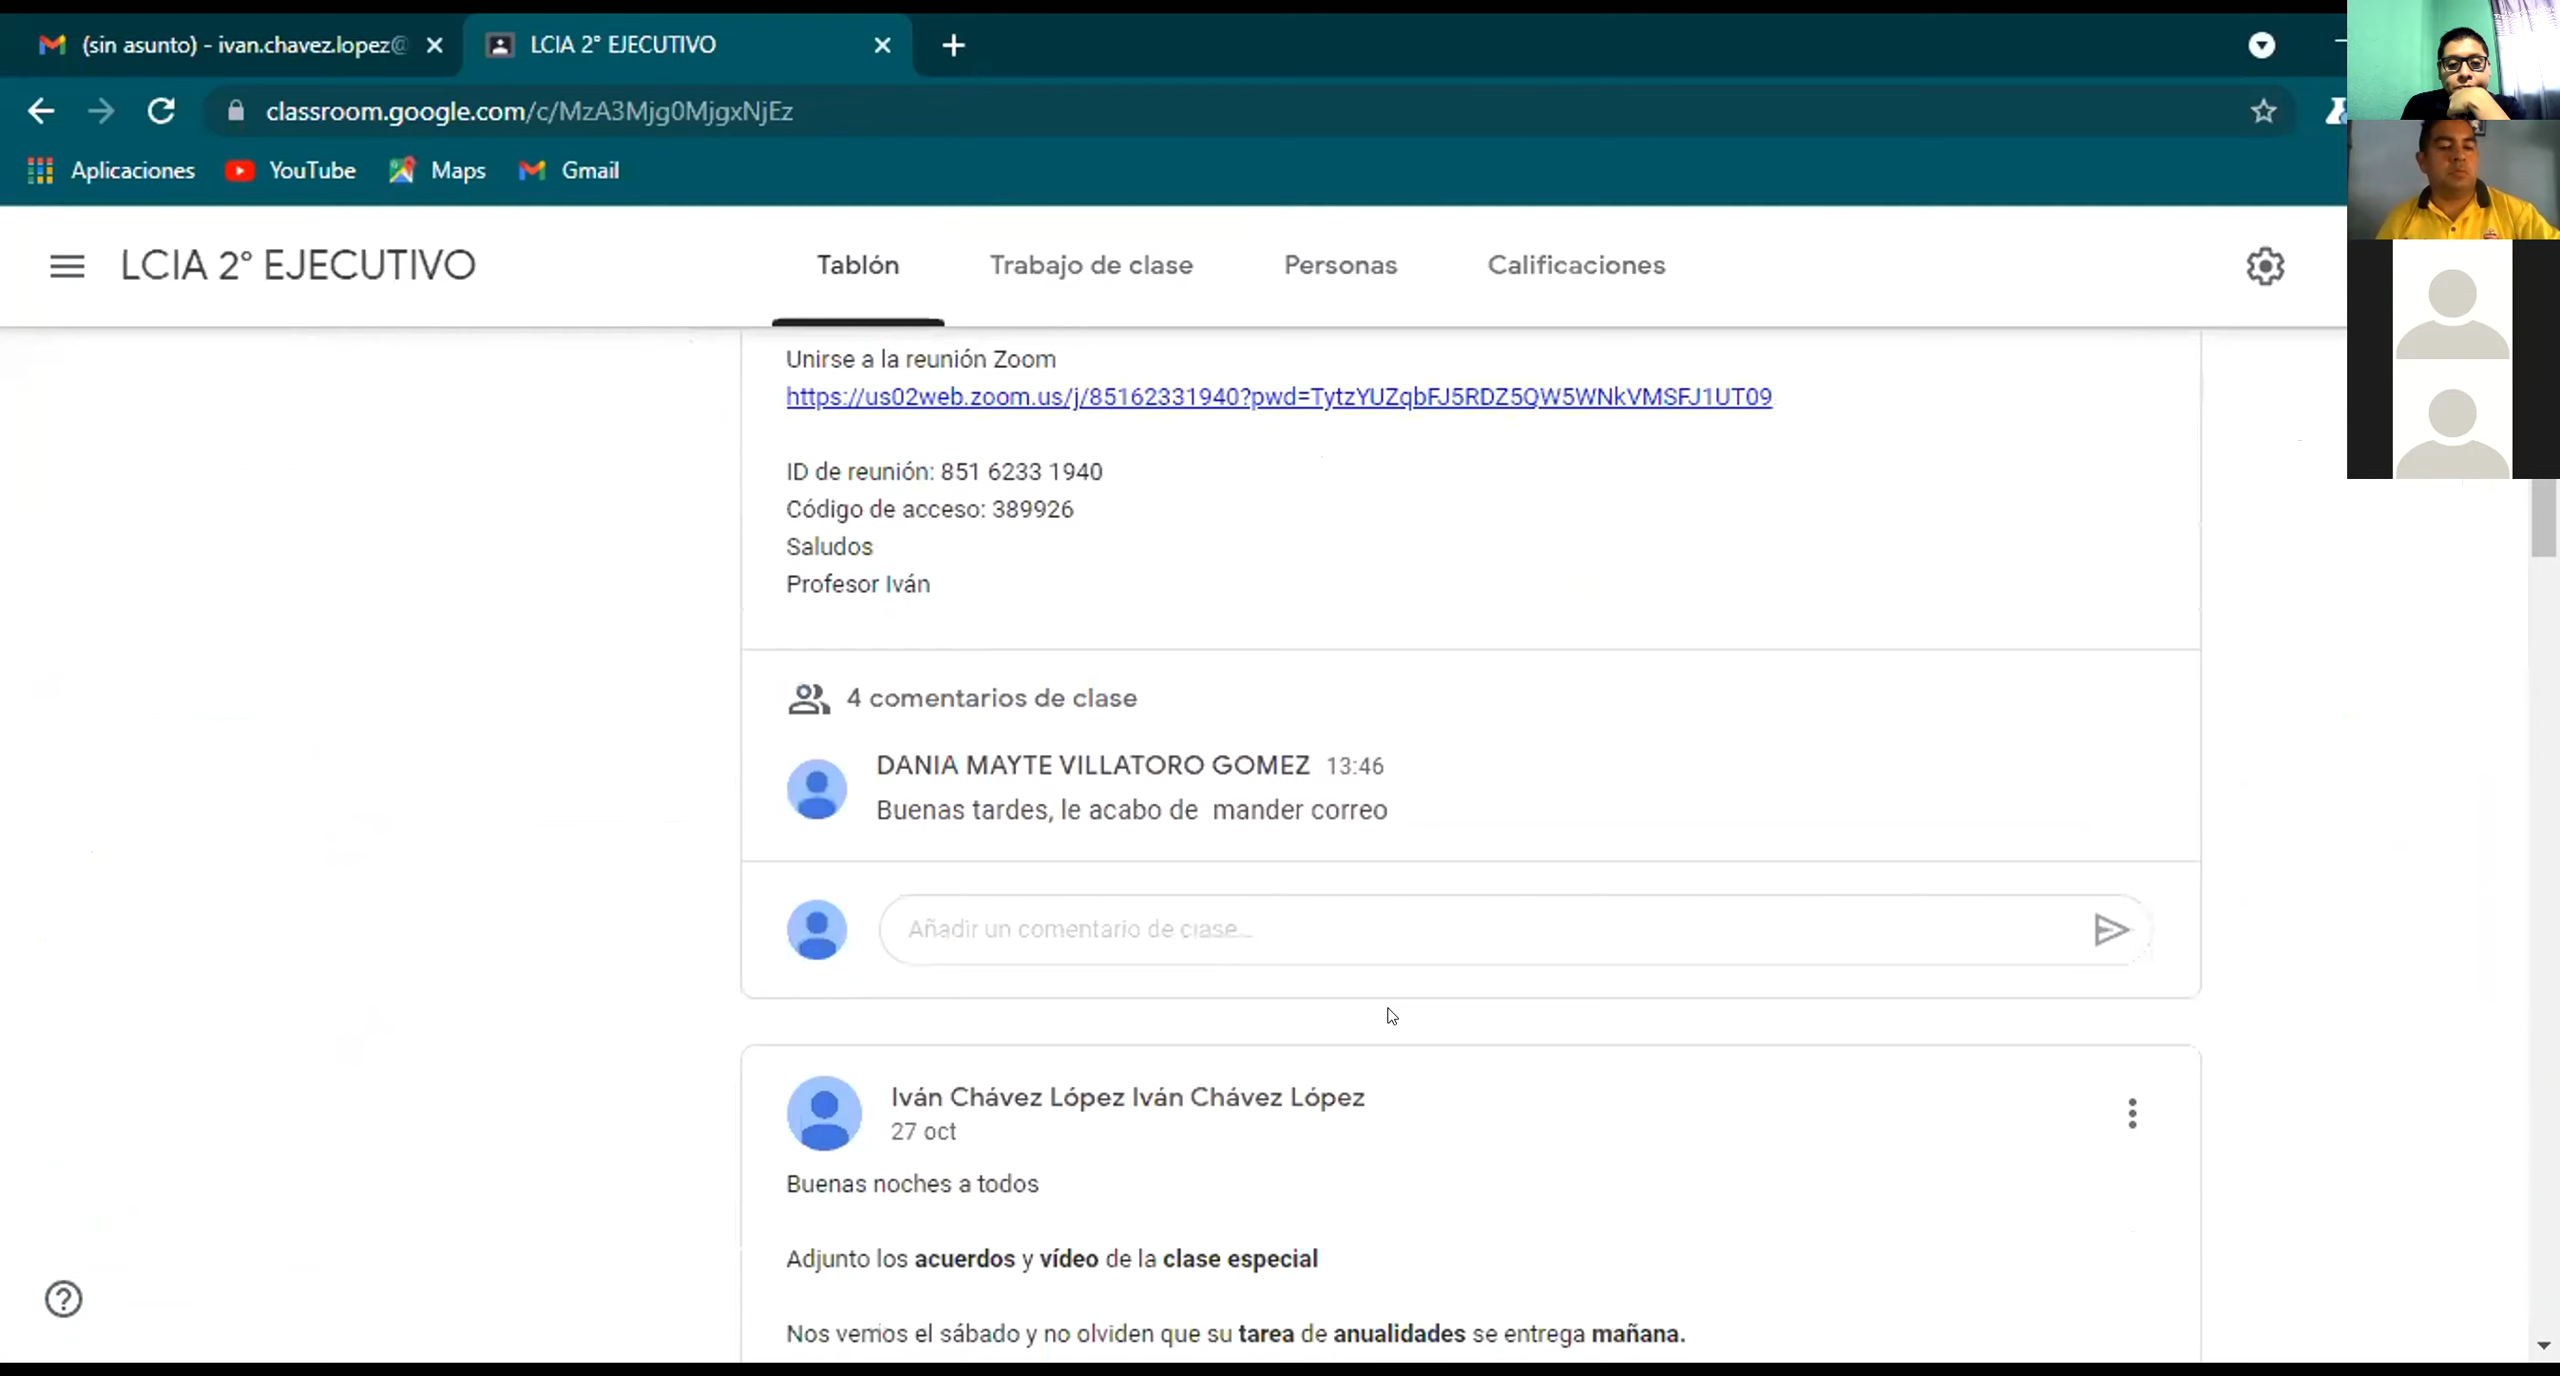 (sin asunto) - ivan.chavez.lopez@
LCIA 2° EJECUTIVO
classroom.google.com/c/MzA3Mjg0MjgxNjEz
Aplicaciones
YouTube
Maps
Gmail
LCIA 2° EJECUTIVO
Tablón
Trabajo de clase
Personas
Calificaciones
Unirse a la reunión Zoom
https://us02web.zoom.us/j/85162331940?pwd=TytzYUZqbFJ5RDZ5QW5WNkVMSFJ1UT09
ID de reunión: 851 6233 1940
Código de acceso: 389926
Saludos
Profesor Iván
4 comentarios de clase
DANIA MAYTE VILLATORO GOMEZ 13:46
Buenas tardes, le acabo de mander correo
Añadir un comentario de clase...
Iván Chávez López Iván Chávez López
27 oct
Buenas noches a todos
Adjunto los acuerdos y vídeo de la clase especial
Nos vemos el sábado y no olviden que su tarea de anualidades se entrega mañana.